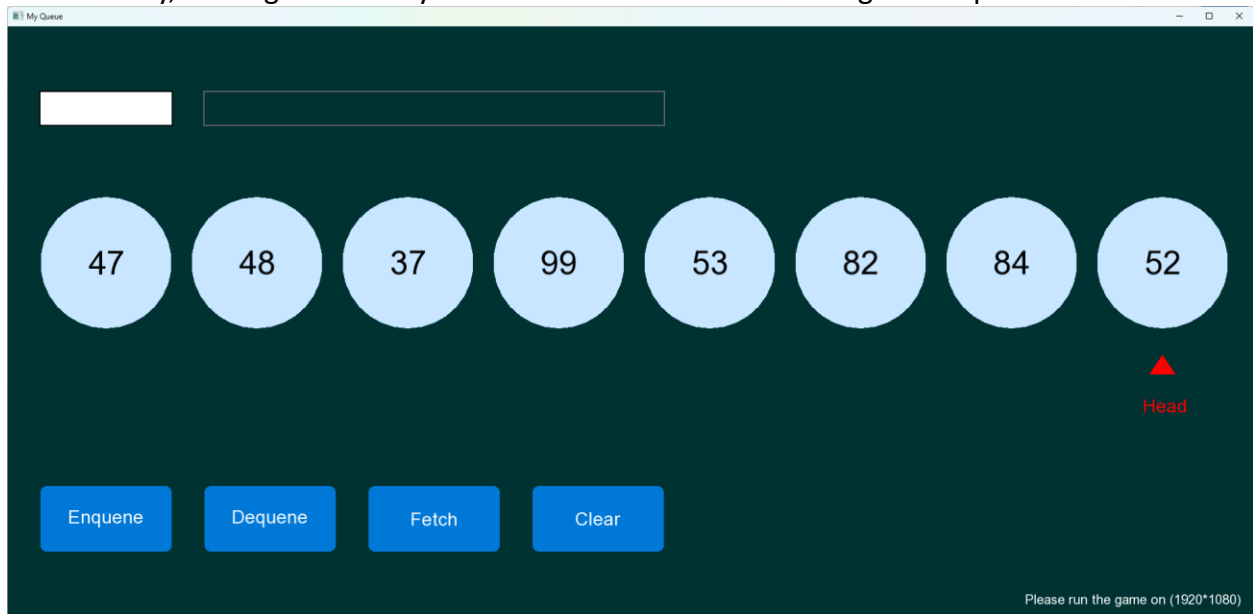 My Queue
47 48 37 99 53 82 84 52
Head
Enquene Dequene Fetch Clear
Please run the game on (1920*1080)